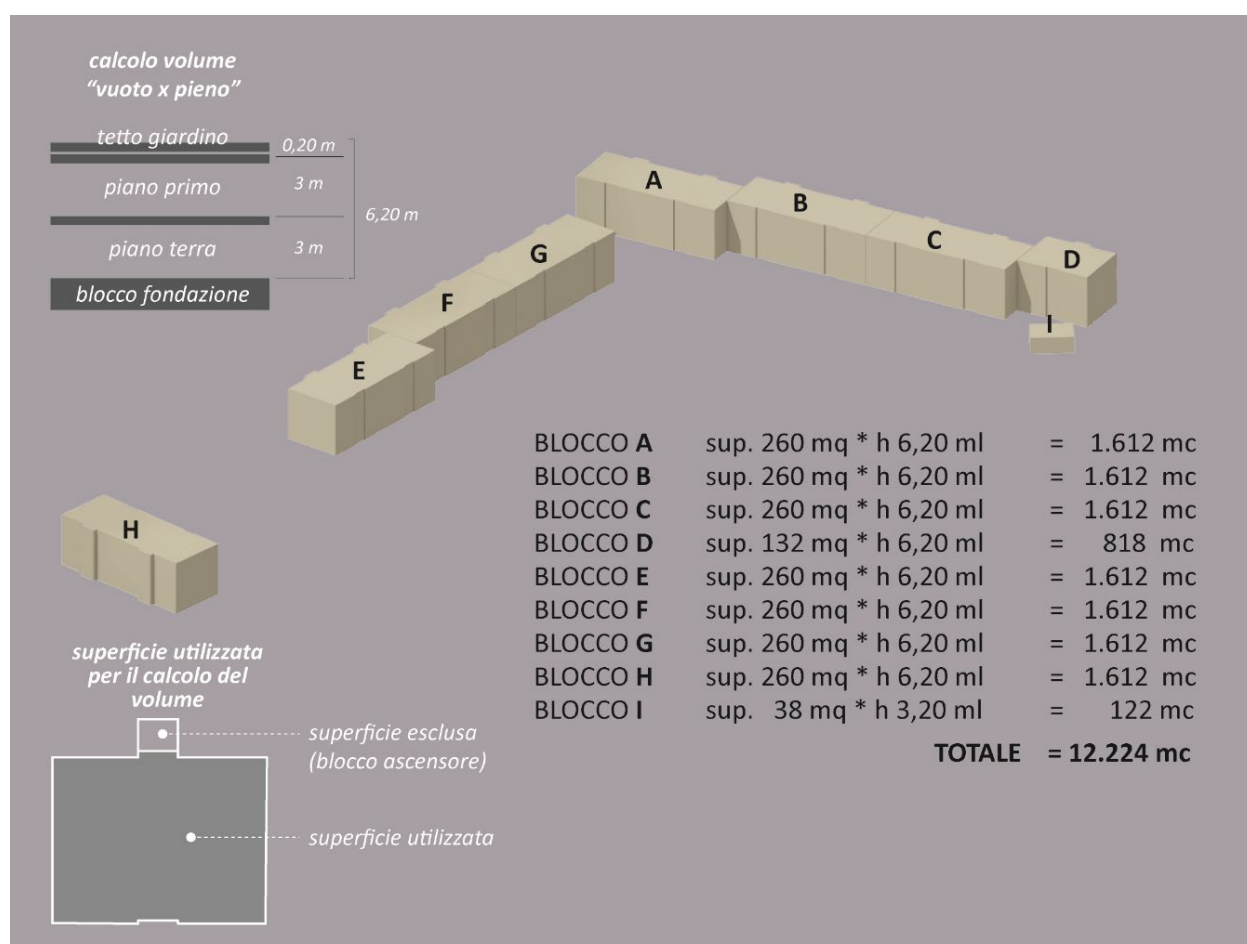 calcolo volume
“vuoto x pieno”
tetto giardino
0,20 m
piano primo
3 m
6,20 m
piano terra
3 m
blocco fondazione
A
B
C
D
G
F
E
I
H
BLOCCO A sup. 260 mq * h 6,20 ml = 1.612 mc
BLOCCO B sup. 260 mq * h 6,20 ml = 1.612 mc
BLOCCO C sup. 260 mq * h 6,20 ml = 1.612 mc
BLOCCO D sup. 132 mq * h 6,20 ml = 818 mc
BLOCCO E sup. 260 mq * h 6,20 ml = 1.612 mc
BLOCCO F sup. 260 mq * h 6,20 ml = 1.612 mc
BLOCCO G sup. 260 mq * h 6,20 ml = 1.612 mc
BLOCCO H sup. 260 mq * h 6,20 ml = 1.612 mc
BLOCCO I sup. 38 mq * h 3,20 ml = 122 mc
TOTALE = 12.224 mc
superficie utilizzata
per il calcolo del
volume
superficie esclusa
(blocco ascensore)
superficie utilizzata